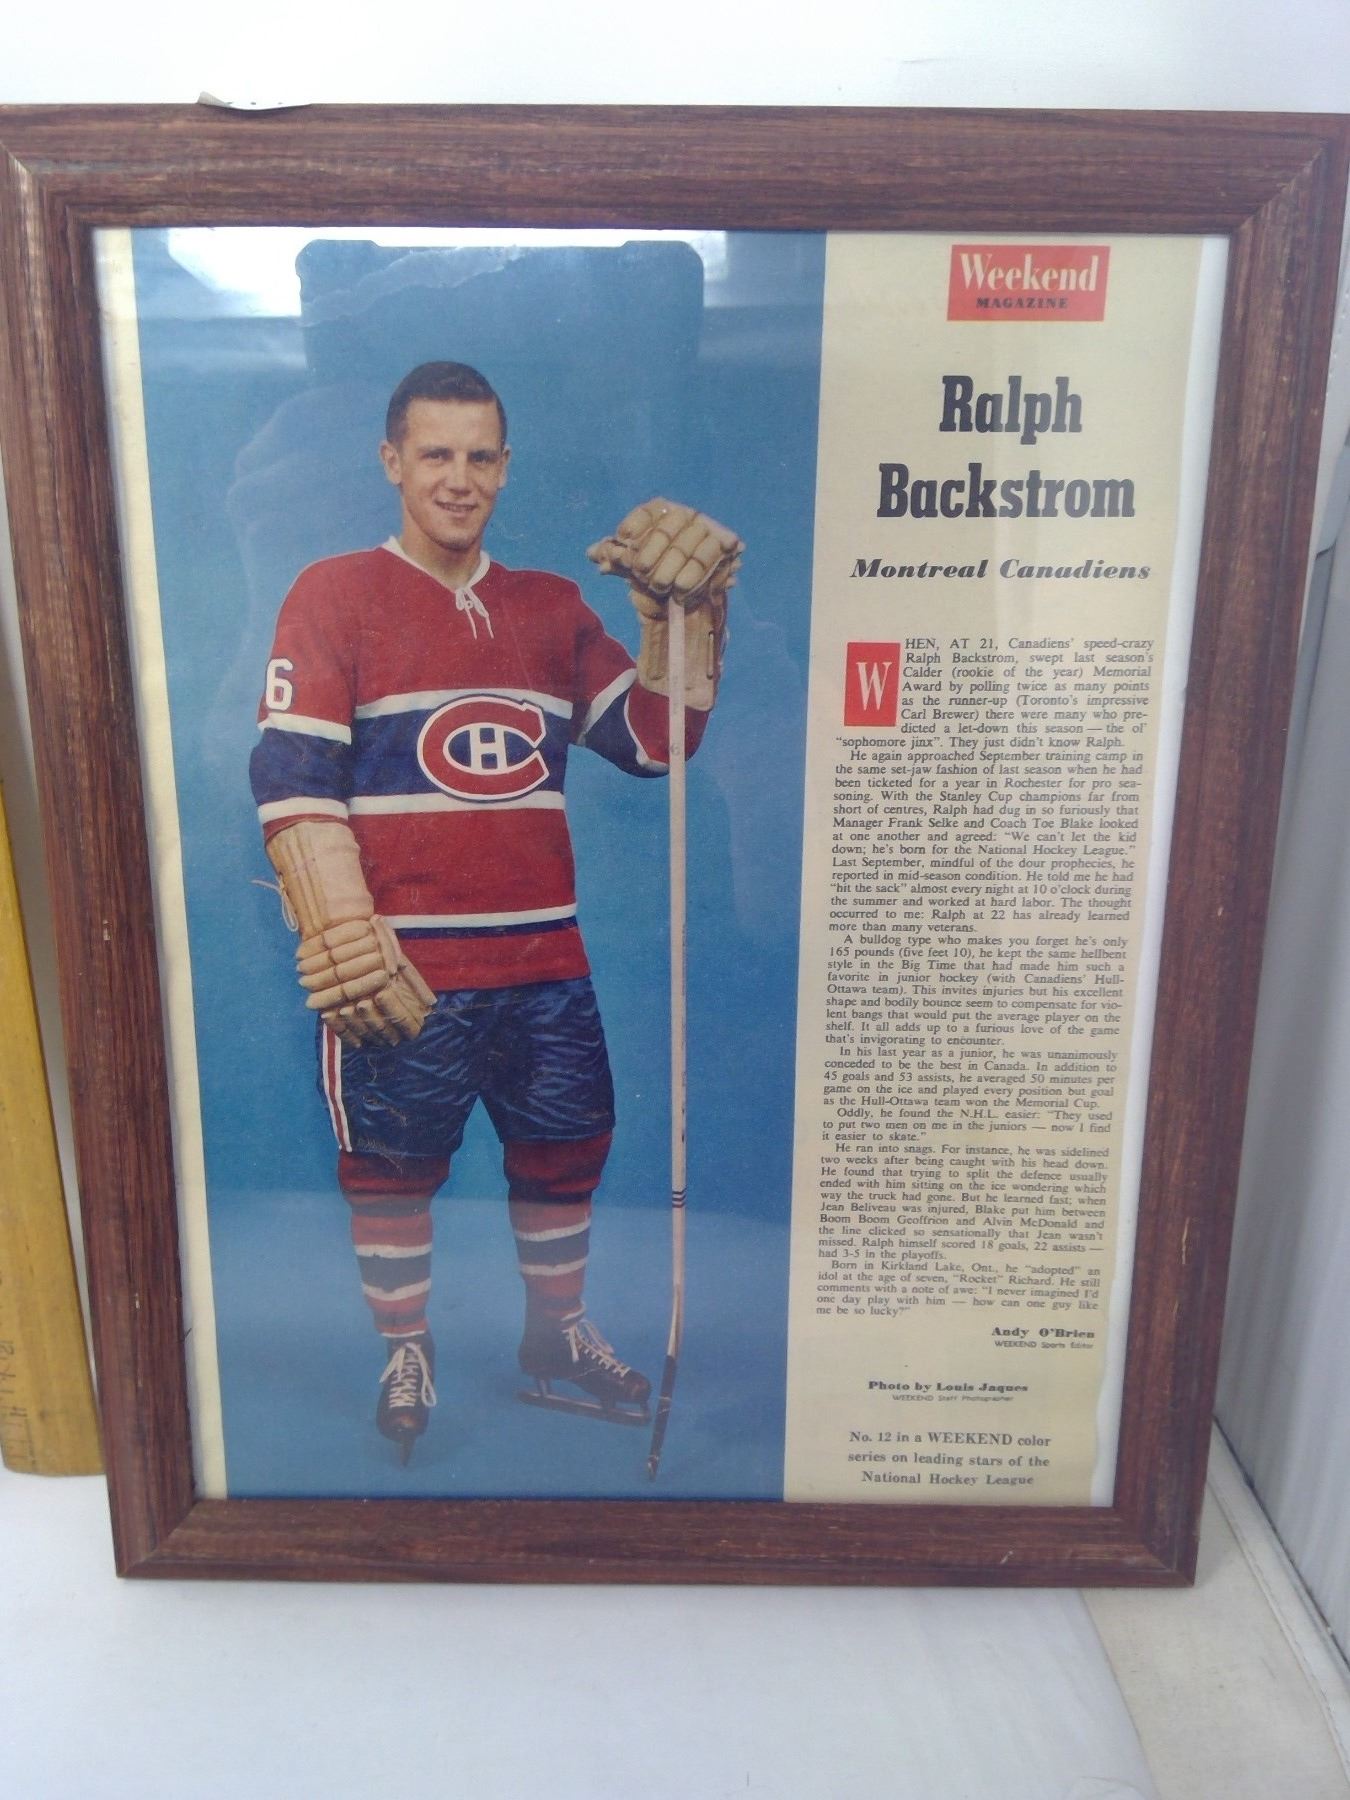 Weekend
MAGAZINE
Ralph
Backstrom
Montreal Canadiens
WHEN, AT 21, Canadiens' speed-crazy
Ralph Backstrom, swept last season's
Calder (rookie of the year) Memorial
Award by polling twice as many points
as the runner-up (Toronto's impressive
Carl Brewer) there were many who pre-
dicted a let-down this season — the ol'
"sophomore jinx". They just didn't know Ralph.
He again approached September training camp in
the same set-jaw fashion of last season when he had
been ticketed for a year in Rochester for pro sea-
soning. With the Stanley Cup champions far from
short of centres, Ralph had dug in so furiously that
Manager Frank Selke and Coach Toe Blake looked
at one another and agreed: "We can't let the kid
down; he's born for the National Hockey League."
Last September, mindful of the dour prophecies, he
reported in mid-season condition. He told me he had
"hit the sack" almost every night at 10 o'clock during
the summer and worked at hard labor. The thought
occurred to me: Ralph at 22 has already learned
more than many veterans.
A bulldog type who makes you forget he's only
165 pounds (five feet 10), he kept the same hellbent
style in the Big Time that had made him such a
favorite in junior hockey (with Canadiens' Hull-
Ottawa team). This invites injuries but his excellent
shape and bodily bounce seem to compensate for vio-
lent bangs that would put the average player on the
shelf. It all adds up to a furious love of the game
that's invigorating to encounter.
In his last year as a junior, he was unanimously
conceded to be the best in Canada. In addition to
45 goals and 53 assists, he averaged 50 minutes per
game on the ice and played every position but goal
as the Hull-Ottawa team won the Memorial Cup.
Oddly, he found the N.H.L. easier: "They used
to put two men on me in the juniors — now I find
it easier to skate."
He ran into snags. For instance, he was sidelined
two weeks after being caught with his head down.
He found that trying to split the defence usually
ended with him sitting on the ice wondering which
way the truck had gone. But he learned fast; when
Jean Beliveau was injured, Blake put him between
Boom Boom Geoffrion and Alvin McDonald and
the line clicked so sensationally that Jean wasn't
missed. Ralph himself scored 18 goals, 22 assists —
had 3-5 in the playoffs.
Born in Kirkland Lake, Ont., he "adopted" an
idol at the age of seven, "Rocket" Richard. He still
comments with a note of awe: "I never imagined I'd
one day play with him — how can one guy like
me be so lucky?"
Andy O'Brien
WEEKEND Sports Editor
Photo by Louis Jaques
WEEKEND Staff Photographer
No. 12 in a WEEKEND color
series on leading stars of the
National Hockey League
6
C
H
6